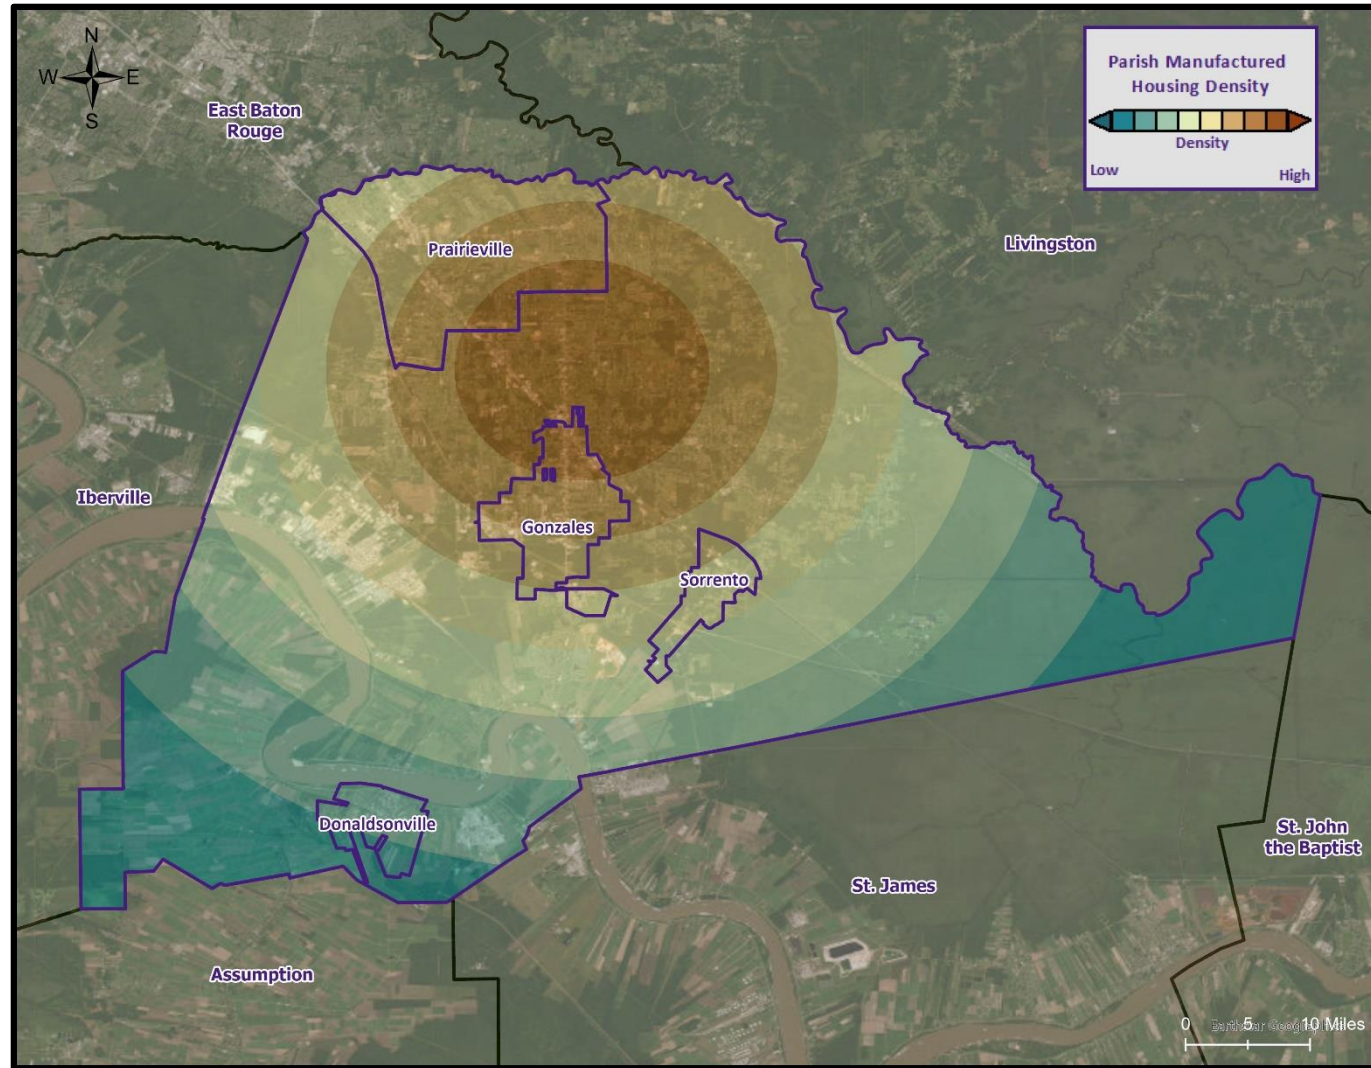 N
W E
S
East Baton
Rouge
Parish Manufactured
Housing Density
Density
Low High
Prairieville
Livingston
Iberville
Gonzales
Sorrento
Donaldsonville
St. John
the Baptist
St. James
Assumption
0 5 10 Miles
Earthstar